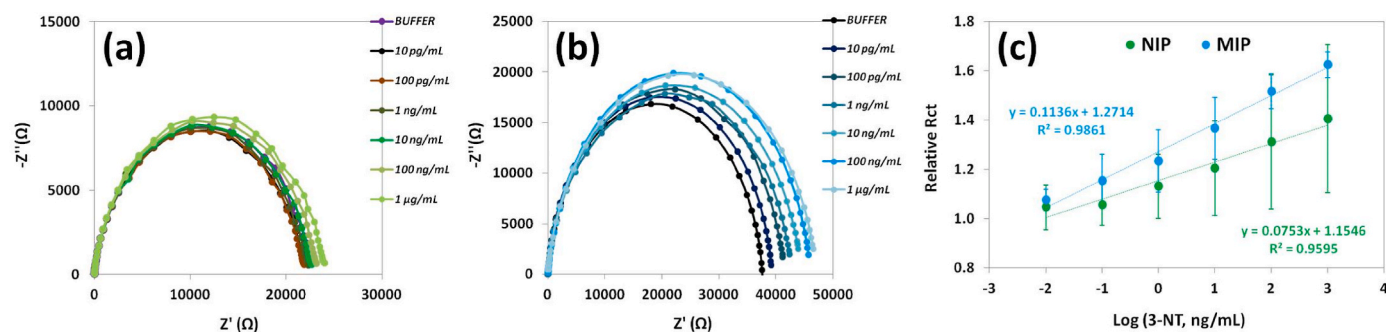 (a)
15000
10000
5000
0
-Z''(Ω)
0
10000
20000
30000
Z' (Ω)
BUFFER
10 pg/mL
100 pg/mL
1 ng/mL
10 ng/mL
100 ng/mL
1 µg/mL
(b)
25000
20000
15000
10000
5000
0
-Z''(Ω)
0
10000
20000
30000
40000
50000
Z' (Ω)
BUFFER
10 pg/mL
100 pg/mL
1 ng/mL
10 ng/mL
100 ng/mL
1 µg/mL
(c)
NIP
MIP
1.8
1.6
1.4
1.2
1.0
0.8
Relative Rct
y = 0.1136x + 1.2714
R² = 0.9861
y = 0.0753x + 1.1546
R² = 0.9595
-3
-2
-1
0
1
2
3
4
Log (3-NT, ng/mL)